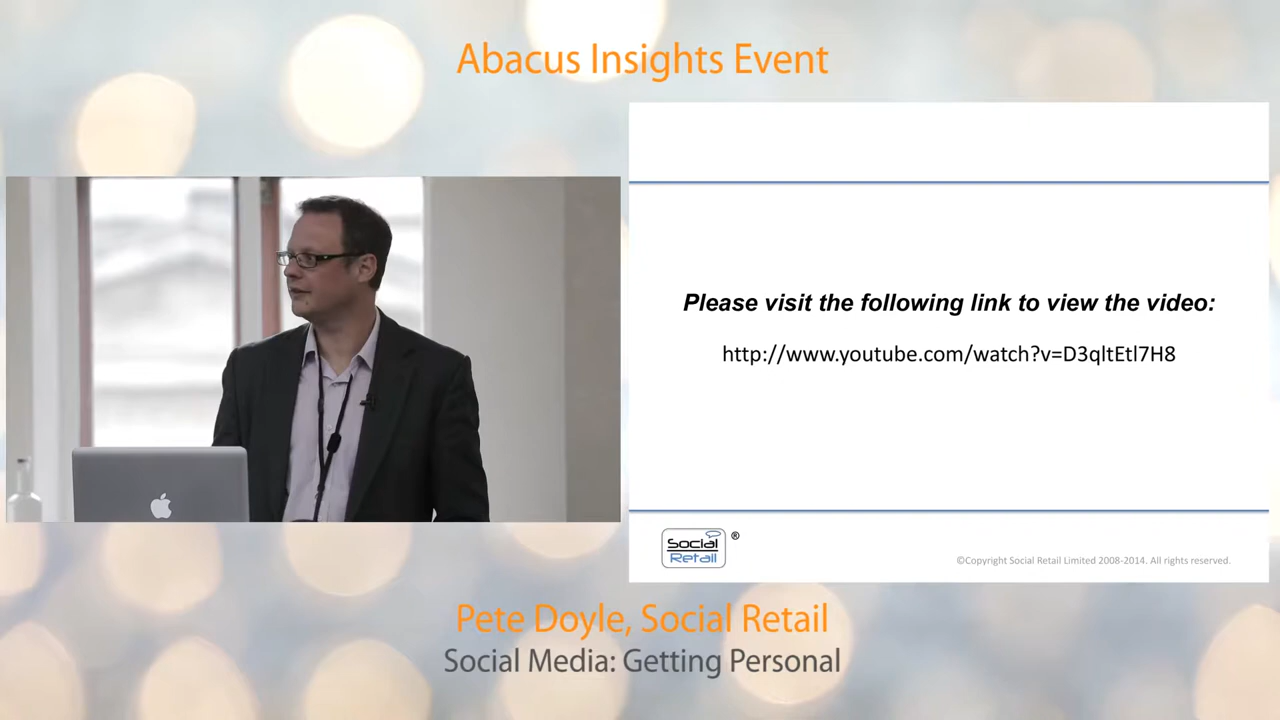 Abacus Insights Event
Please visit the following link to view the video:
http://www.youtube.com/watch?v=D3qltEtl7H8
Social
Retail
®
©Copyright Social Retail Limited 2008-2014. All rights reserved.
Pete Doyle, Social Retail
Social Media: Getting Personal